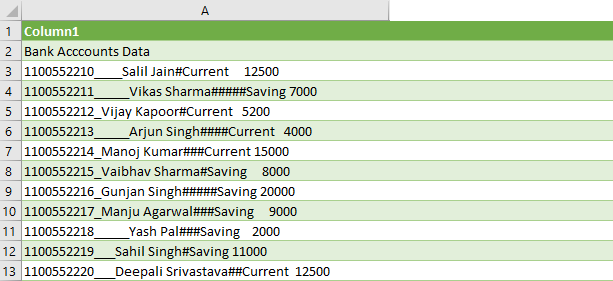 A
1 Column1
2 Bank Acccounts Data
3 1100552210____Salil Jain#Current    12500
4 1100552211_____Vikas Sharma#####Saving 7000
5 1100552212_Vijay Kapoor#Current   5200
6 1100552213_____Arjun Singh####Current   4000
7 1100552214_Manoj Kumar###Current 15000
8 1100552215_Vaibhav Sharma#Saving     8000
9 1100552216_Gunjan Singh#####Saving 20000
10 1100552217_Manju Agarwal###Saving    9000
11 1100552218_____Yash Pal###Saving    2000
12 1100552219___Sahil Singh#Saving 11000
13 1100552220___Deepali Srivastava##Current  12500